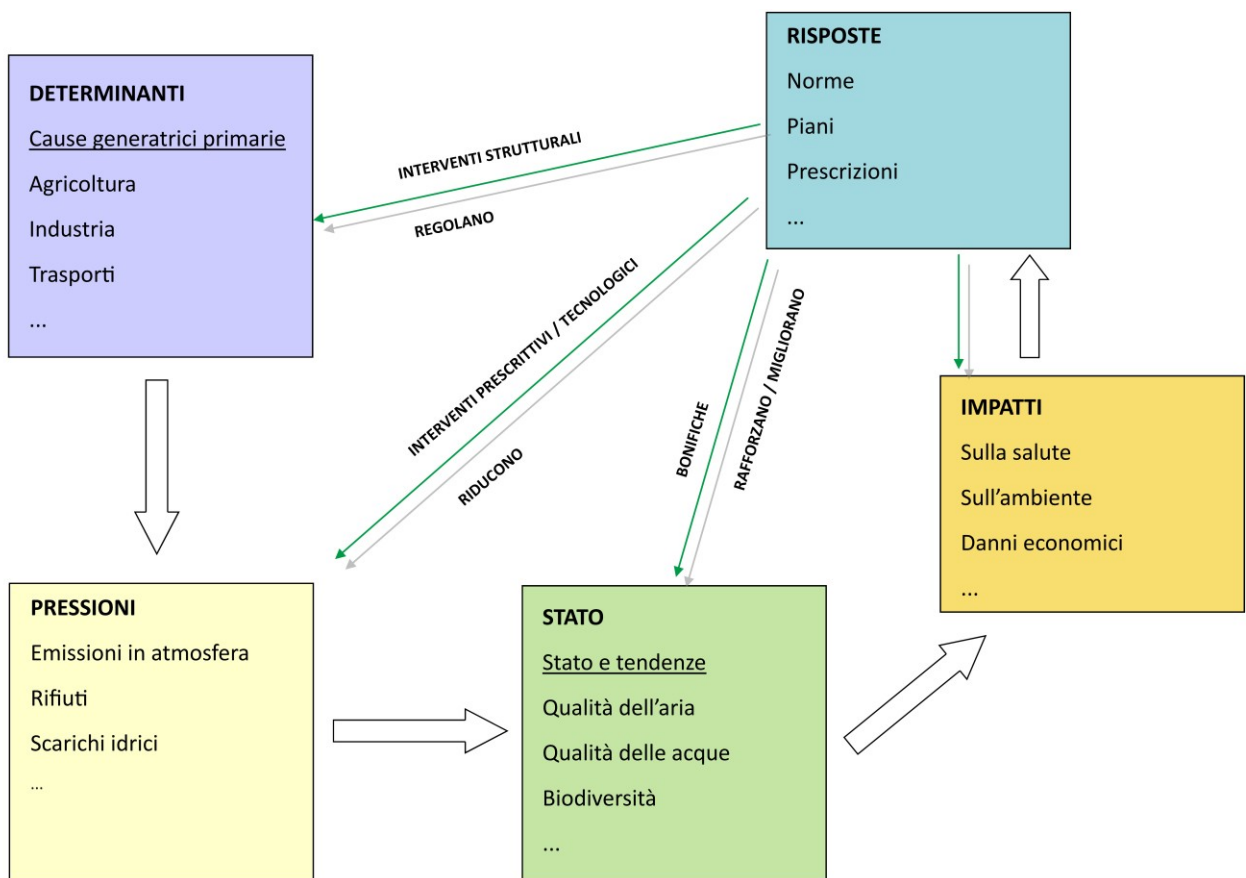 DETERMINANTI
Cause generatrici primarie
Agricoltura
Industria
Trasporti
...
RISPOSTE
Norme
Piani
Prescrizioni
...
INTERVENTI STRUTTURALI
REGOLANO
INTERVENTI PRESCRITTIVI / TECNOLOGICI
RIDUCONO
BONIFICHE
RAFFORZANO / MIGLIORANO
IMPATTI
Sulla salute
Sull'ambiente
Danni economici
...
PRESSIONI
Emissioni in atmosfera
Rifiuti
Scarichi idrici
...
STATO
Stato e tendenze
Qualità dell'aria
Qualità delle acque
Biodiversità
...